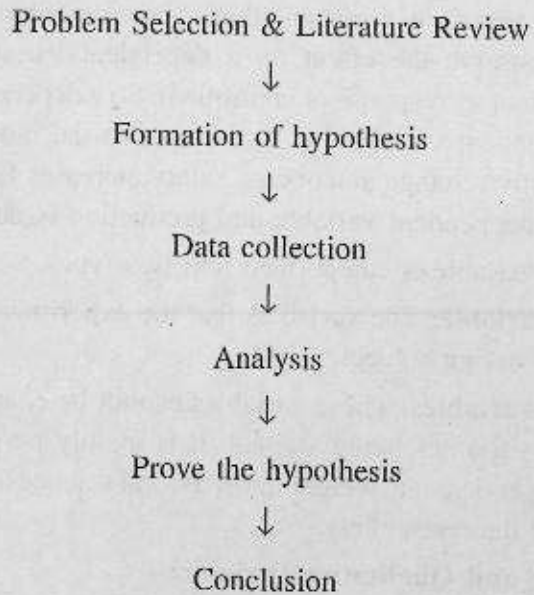 Problem Selection & Literature Review
↓
Formation of hypothesis
↓
Data collection
↓
Analysis
↓
Prove the hypothesis
↓
Conclusion